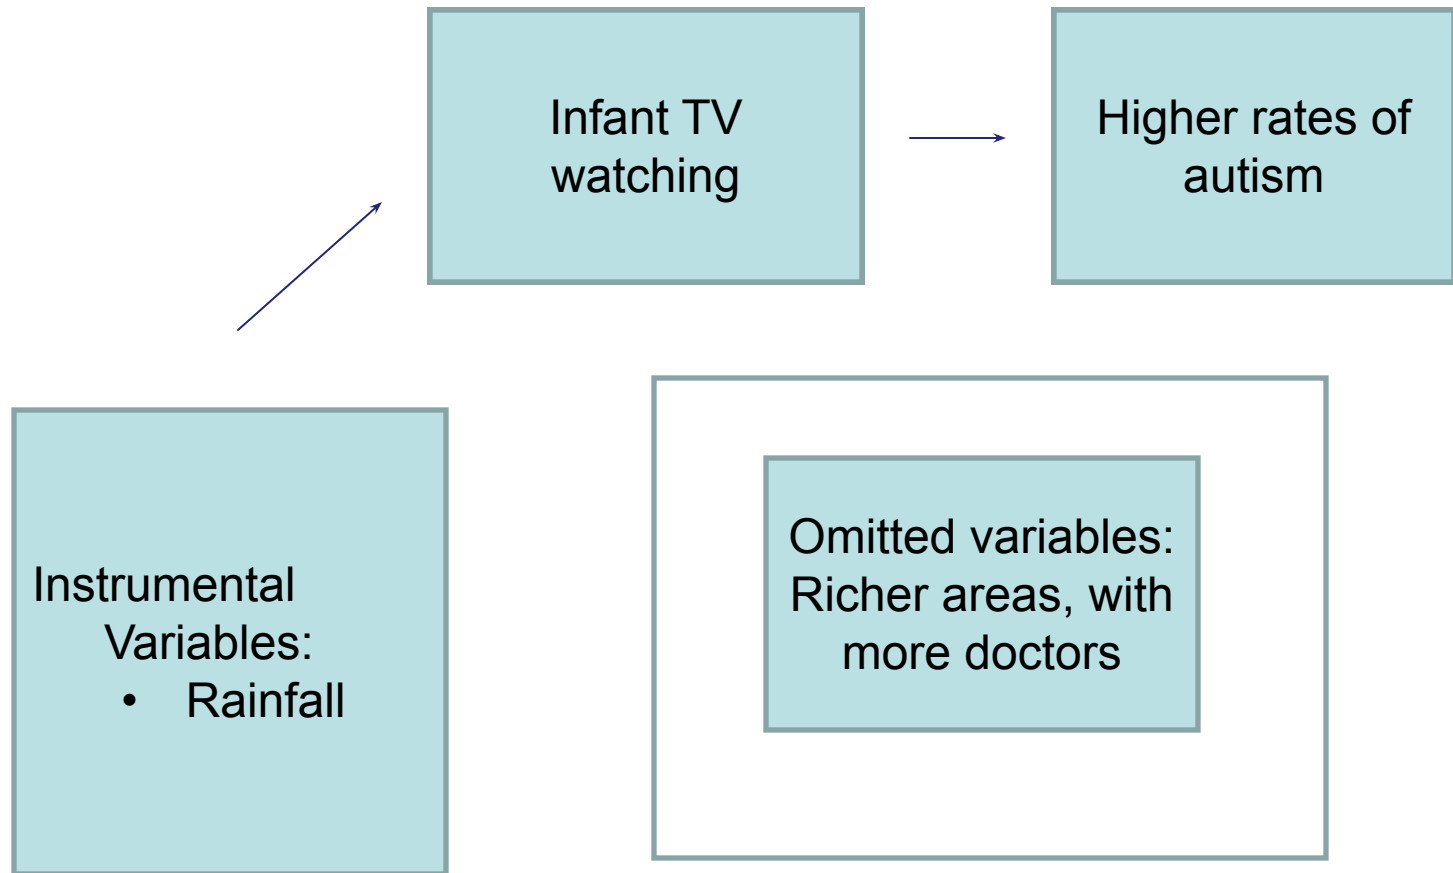 Infant TV
watching
Higher rates of
autism
Instrumental
Variables:
• Rainfall
Omitted variables:
Richer areas, with
more doctors